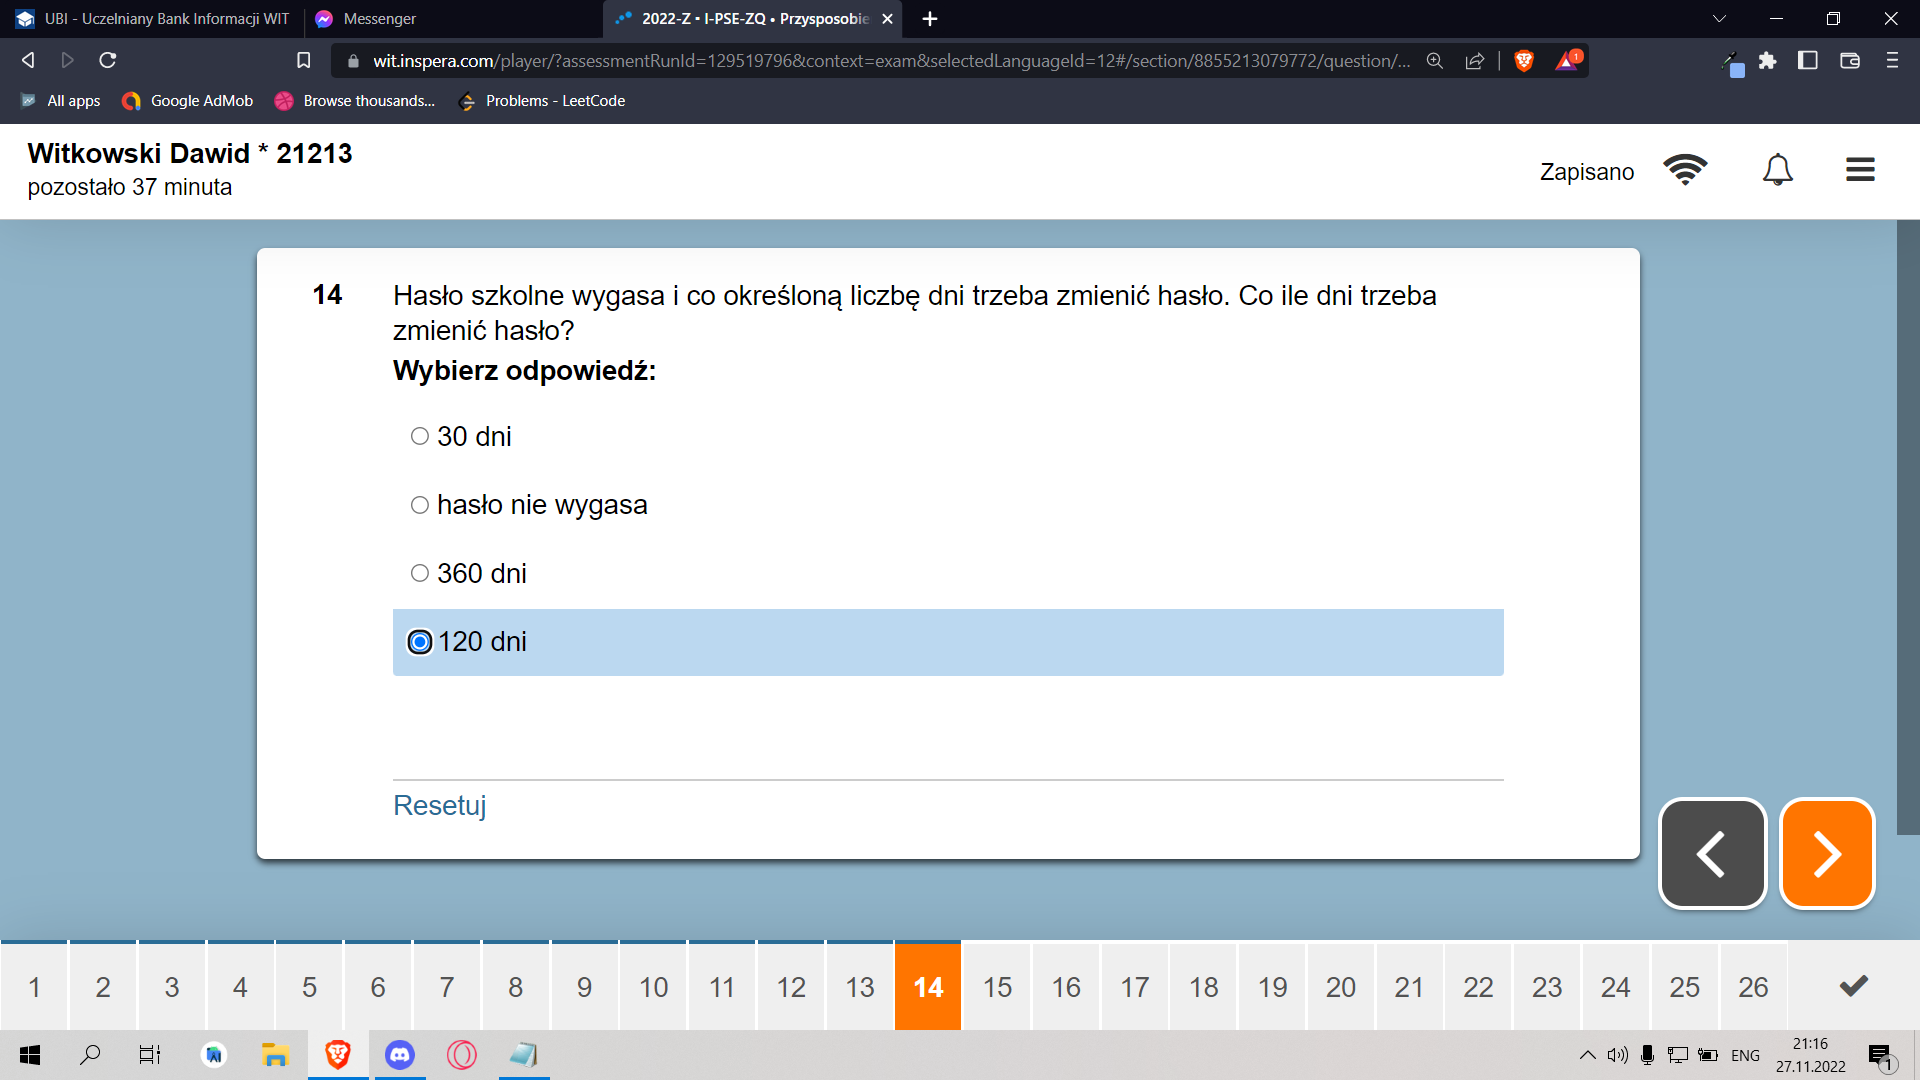 UBI - Uczelniany Bank Informacji WIT
Messenger
2022-Z • I-PSE-ZQ • Przysposobie
wit.inspera.com/player/?assessmentRunId=129519796&context=exam&selectedLanguageId=12#/section/8855213079772/question/...
1
All apps
Google AdMob
Browse thousands...
Problems - LeetCode
Witkowski Dawid * 21213
pozostało 37 minuta
Zapisano
14
Hasło szkolne wygasa i co określoną liczbę dni trzeba zmienić hasło. Co ile dni trzeba
zmienić hasło?
Wybierz odpowiedź:
30 dni
hasło nie wygasa
360 dni
120 dni
Resetuj
1 2 3 4 5 6 7 8 9 10 11 12 13 14 15 16 17 18 19 20 21 22 23 24 25 26
ENG
21:16
27.11.2022
1